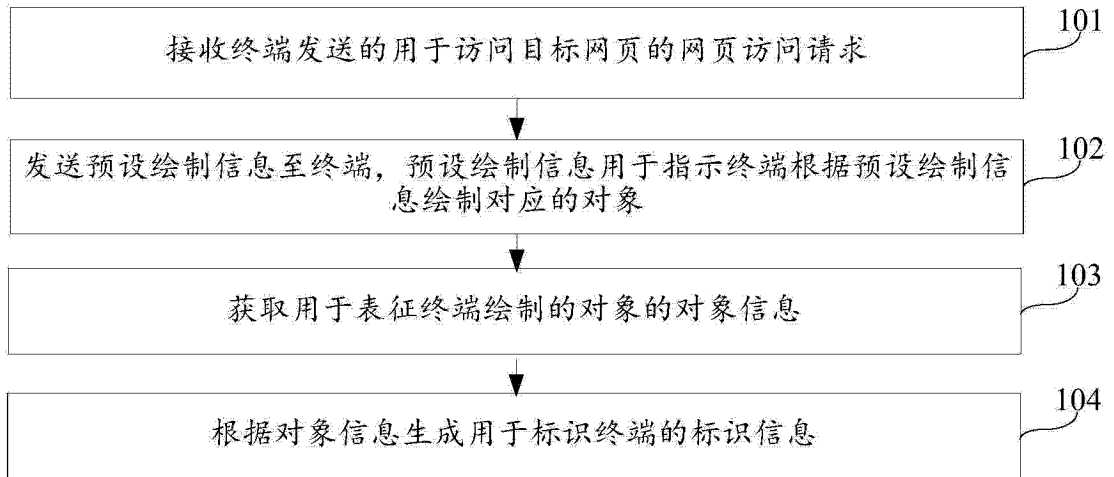 101
接收终端发送的用于访问目标网页的网页访问请求
102
发送预设绘制信息至终端，预设绘制信息用于指示终端根据预设绘制信
息绘制对应的对象
103
获取用于表征终端绘制的对象的对象信息
104
根据对象信息生成用于标识终端的标识信息